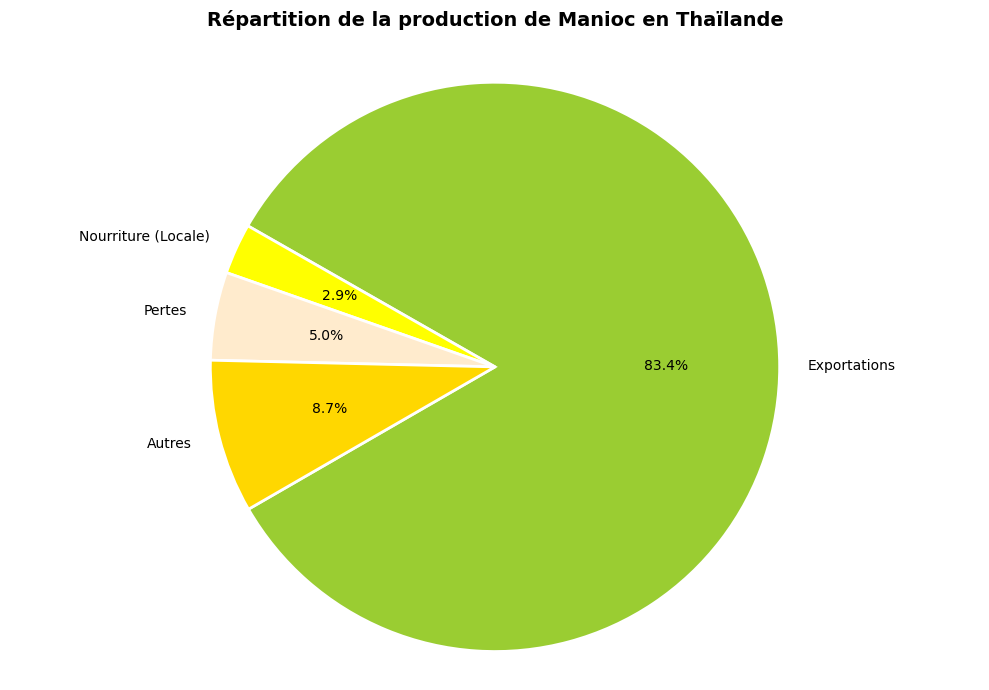 Répartition de la production de Manioc en Thaïlande
Nourriture (Locale)
2.9%
Pertes
5.0%
83.4%
Exportations
8.7%
Autres